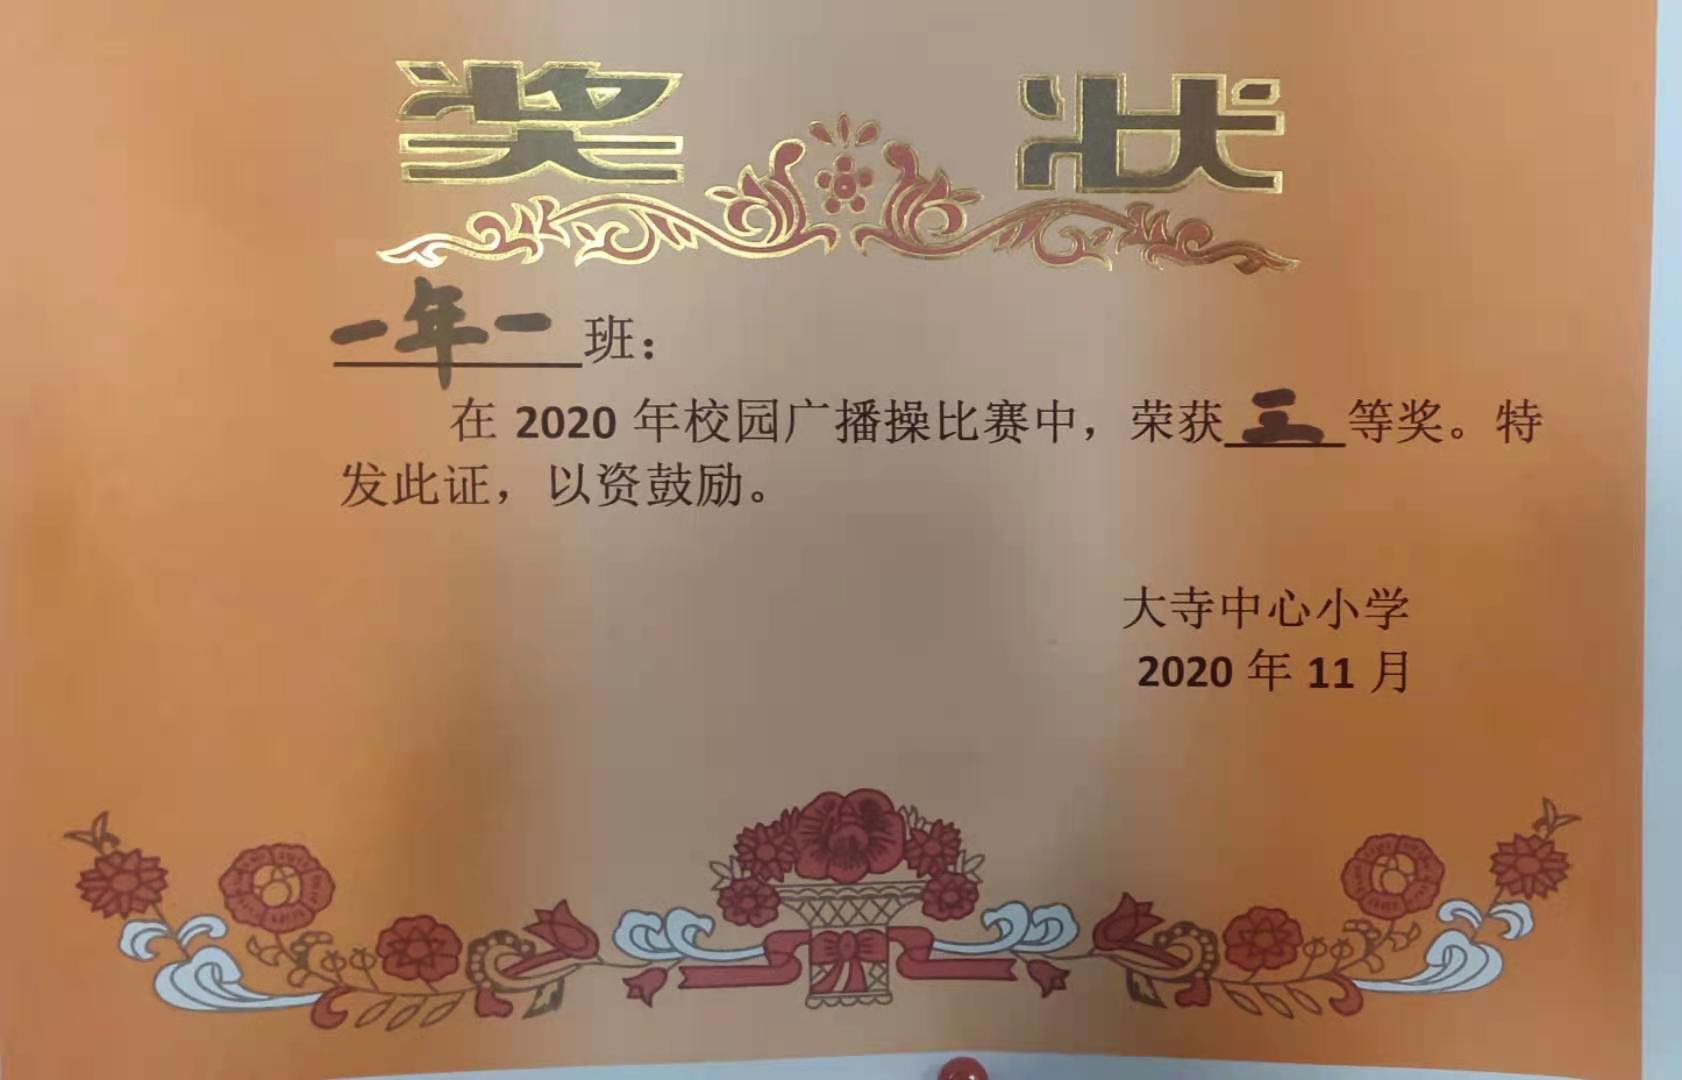 奖 状
一年一班：
在 2020 年校园广播操比赛中，荣获三等奖。特
发此证，以资鼓励。
大寺中心小学
2020 年 11 月